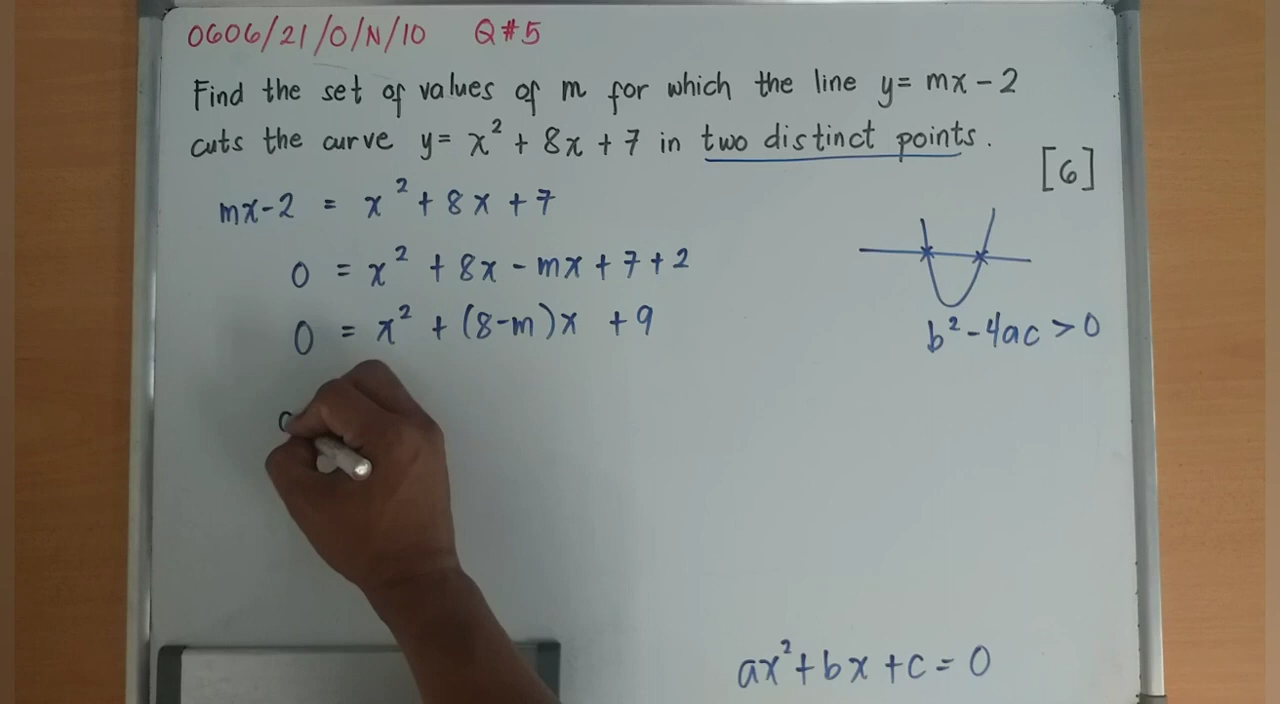 0606/21/O/N/10 Q#5
Find the set of values of m for which the line y= mx-2
cuts the curve y= x² + 8x + 7 in two distinct points.
[6]
mx-2 = x² + 8x + 7
0 = x² + 8x - mx + 7 + 2
0 = x² + (8-m)x + 9
b²-4ac > 0
ax²+bx+c=0